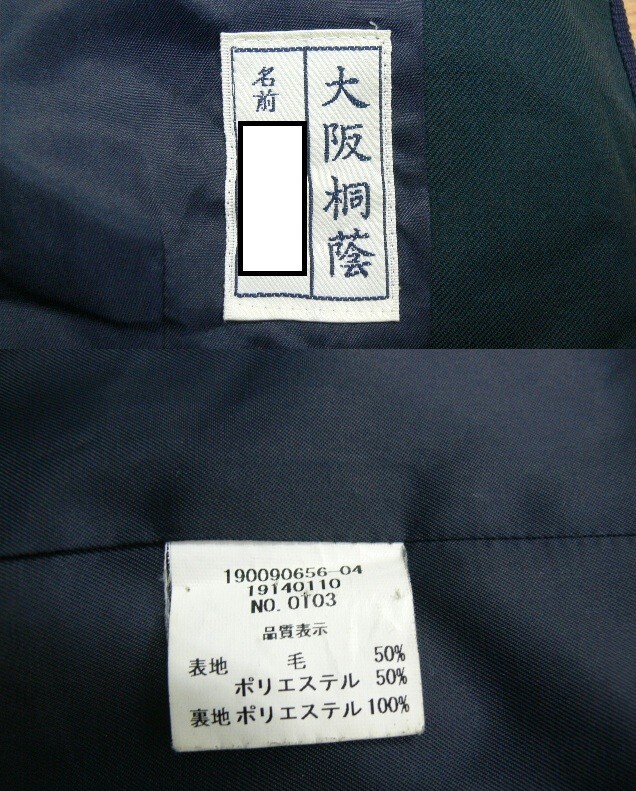 大阪桐蔭
名前
190090656-04
19140110
NO. 0103
品質表示
表地 毛 50%
ポリエステル 50%
裏地 ポリエステル 100%